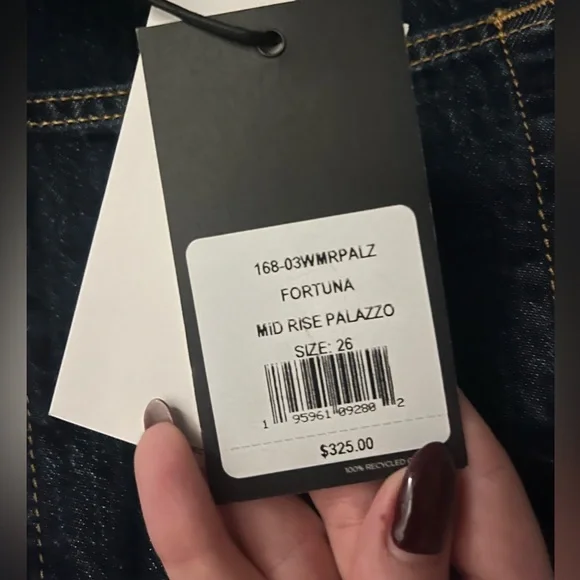 168-03WMRPALZ
FORTUNA
MID RISE PALAZZO
SIZE: 26
1 95961 09280 2
$325.00
100% RECYCLED